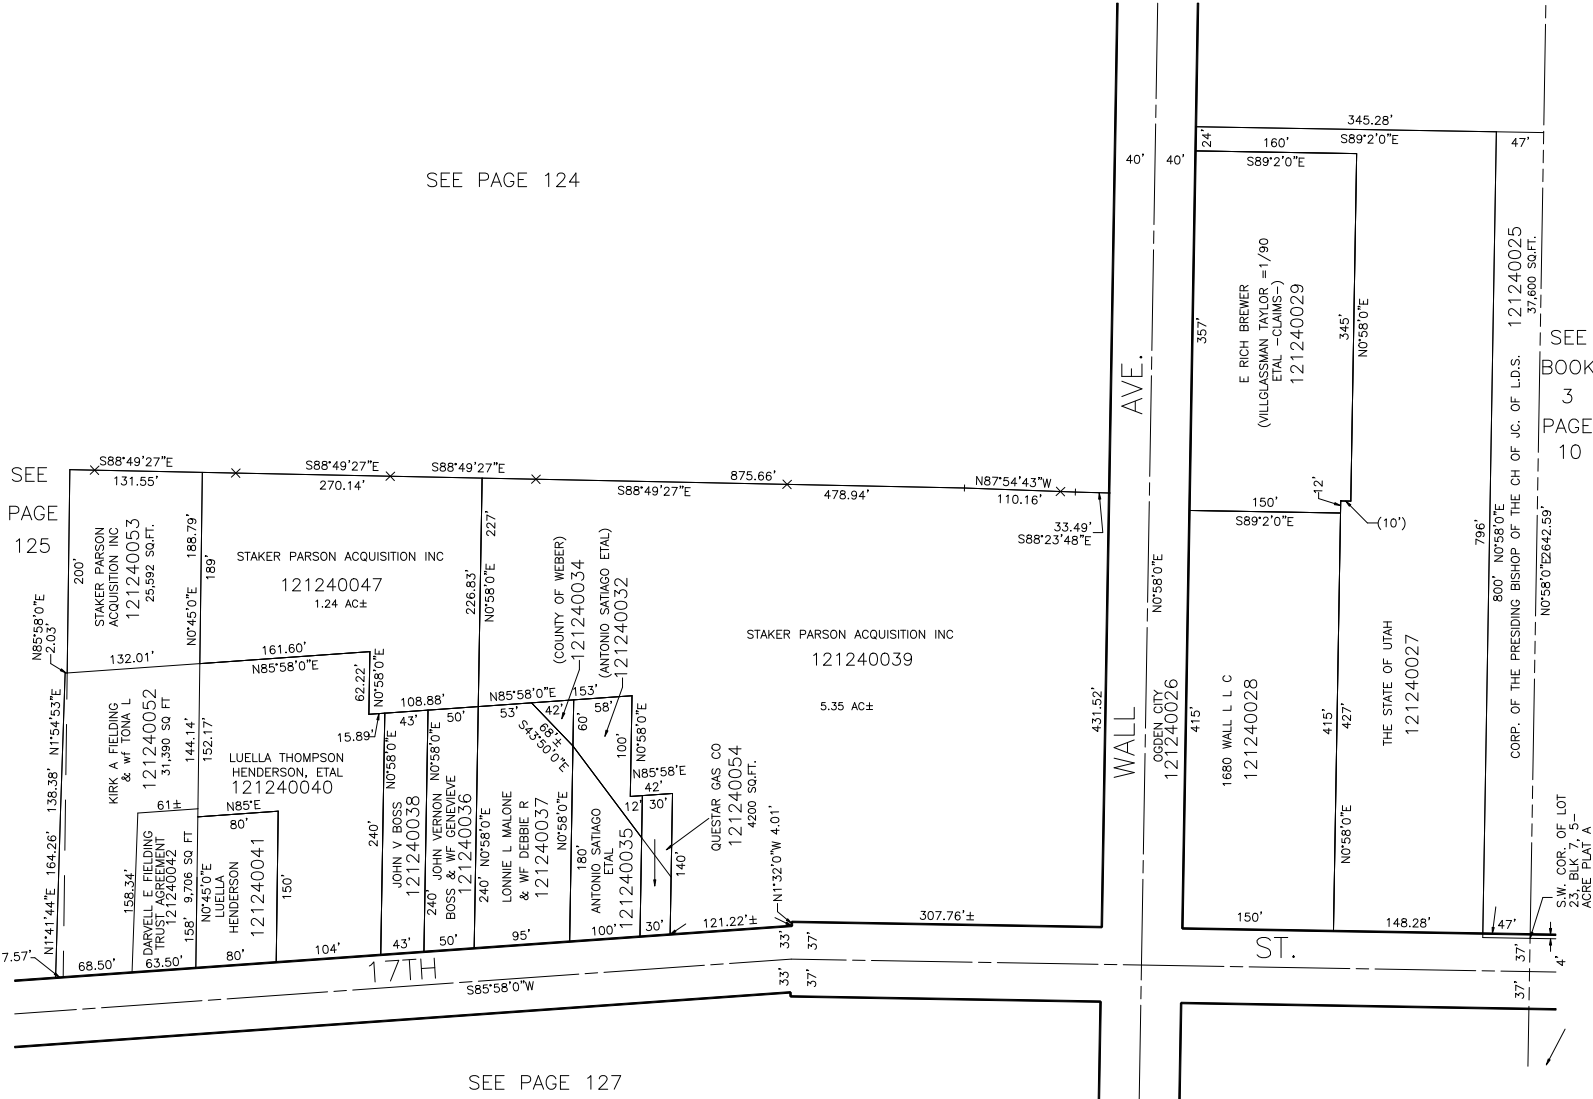 SEE PAGE 124
40'
40'
24'
345.28'
S89°2'0"E
160'
S89°2'0"E
47'
357'
E RICH BREWER
(VILLGLASSMAN TAYLOR =1/90
ETAL -CLAIMS-)
121240029
345'
N0°58'0"E
12'
(10')
150'
S89°2'0"E
121240025
37,600 SQ.FT.
CORP. OF THE PRESIDING BISHOP OF THE CH OF JC. OF L.D.S.
796'
800' N0°58'0"E
N0°58'0"E2642.59'
SEE
BOOK
3
PAGE
10
SEE
PAGE
125
S88°49'27"E
131.55'
S88°49'27"E
270.14'
S88°49'27"E
875.66'
S88°49'27"E
478.94'
N87°54'43"W
110.16'
33.49'
S88°23'48"E
200'
STAKER PARSON
ACQUISITION INC
121240053
25,592 SQ.FT.
188.79'
189'
N0°45'0"E
STAKER PARSON ACQUISITION INC
121240047
1.24 AC±
227'
226.83'
N0°58'0"E
(COUNTY OF WEBER)
121240034
(ANTONIO SATIAGO ETAL)
121240032
STAKER PARSON ACQUISITION INC
121240039
5.35 AC±
431.52'
WALL
AVE.
N0°58'0"E
OGDEN CITY
121240026
415'
1680 WALL L L C
121240028
415'
427'
N0°58'0"E
THE STATE OF UTAH
121240027
N85°58'0"E
2.03'
132.01'
161.60'
N85°58'0"E
62.22'
N0°58'0"E
108.88'
15.89'
43'
50'
53'
N85°58'0"E
153'
42'
58'
60'
68'±
S43°50'0"E
100'
N0°58'0"E
N85°58'E
42'
12'
30'
N1°54'53"E
138.38'
KIRK A FIELDING
& wf TONA L
121240052
31,390 SQ FT
144.14'
152.17'
LUELLA THOMPSON
HENDERSON, ETAL
121240040
61±
N85°E
80'
N1°41'44"E 164.26'
158.34'
DARVELL E FIELDING
TRUST AGREEMENT
121240042
9,706 SQ FT
158'
N0°45'0"E
LUELLA
HENDERSON
121240041
150'
240'
N0°58'0"E
JOHN V BOSS
121240038
240'
N0°58'0"E
JOHN VERNON
BOSS & WF GENEVIEVE
121240036
240'
N0°58'0"E
LONNIE L MALONE
& WF DEBBIE R
121240037
N0°58'0"E
180'
ANTONIO SATIAGO
ETAL
121240035
140'
QUESTAR GAS CO
121240054
4200 SQ.FT.
N1°32'0"W 4.01'
7.57'
68.50'
63.50'
80'
104'
43'
50'
95'
100'
30'
121.22'±
307.76'±
150'
148.28'
47'
S.W. COR. OF LOT
23, BLK 7, 5-
ACRE PLAT A
17TH
ST.
S85°58'0"W
33'
37'
33'
37'
37'
37'
4'
SEE PAGE 127